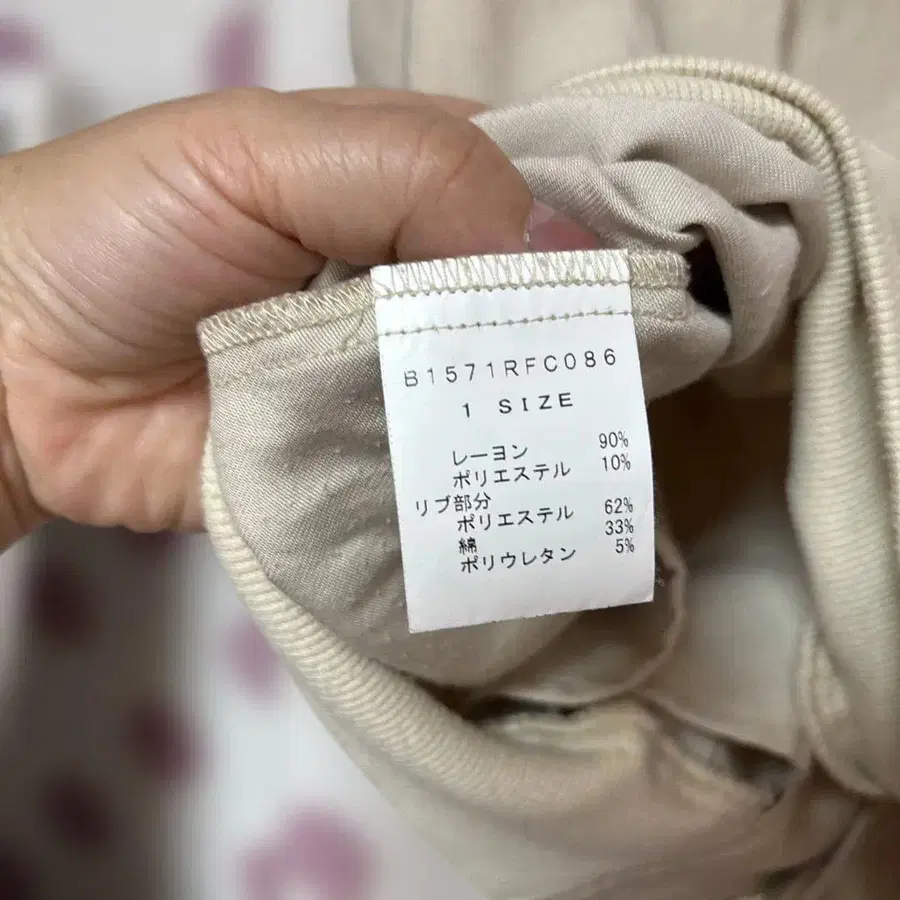 B1571RFC086
1 SIZE
レーヨン 90%
ポリエステル 10%
リブ部分
ポリエステル 62%
綿 33%
ポリウレタン 5%